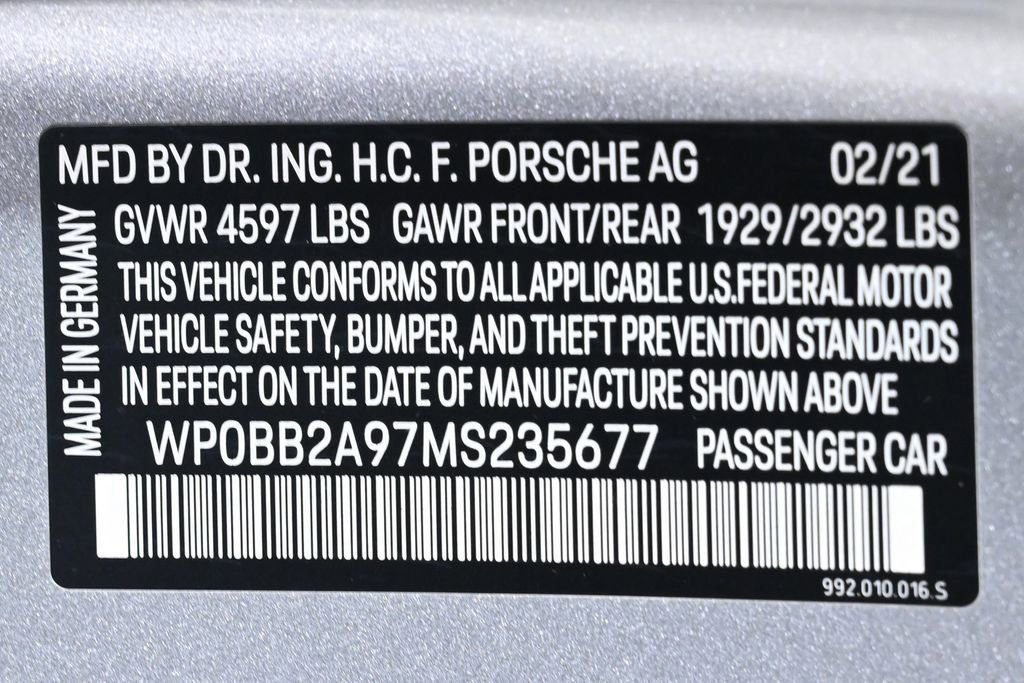 MFD BY DR. ING. H.C. F. PORSCHE AG 02/21
MADE IN GERMANY
GVWR 4597 LBS GAWR FRONT/REAR 1929/2932 LBS
THIS VEHICLE CONFORMS TO ALL APPLICABLE U.S.FEDERAL MOTOR
VEHICLE SAFETY, BUMPER, AND THEFT PREVENTION STANDARDS
IN EFFECT ON THE DATE OF MANUFACTURE SHOWN ABOVE
WP0BB2A97MS235677 PASSENGER CAR
992.010.016.S